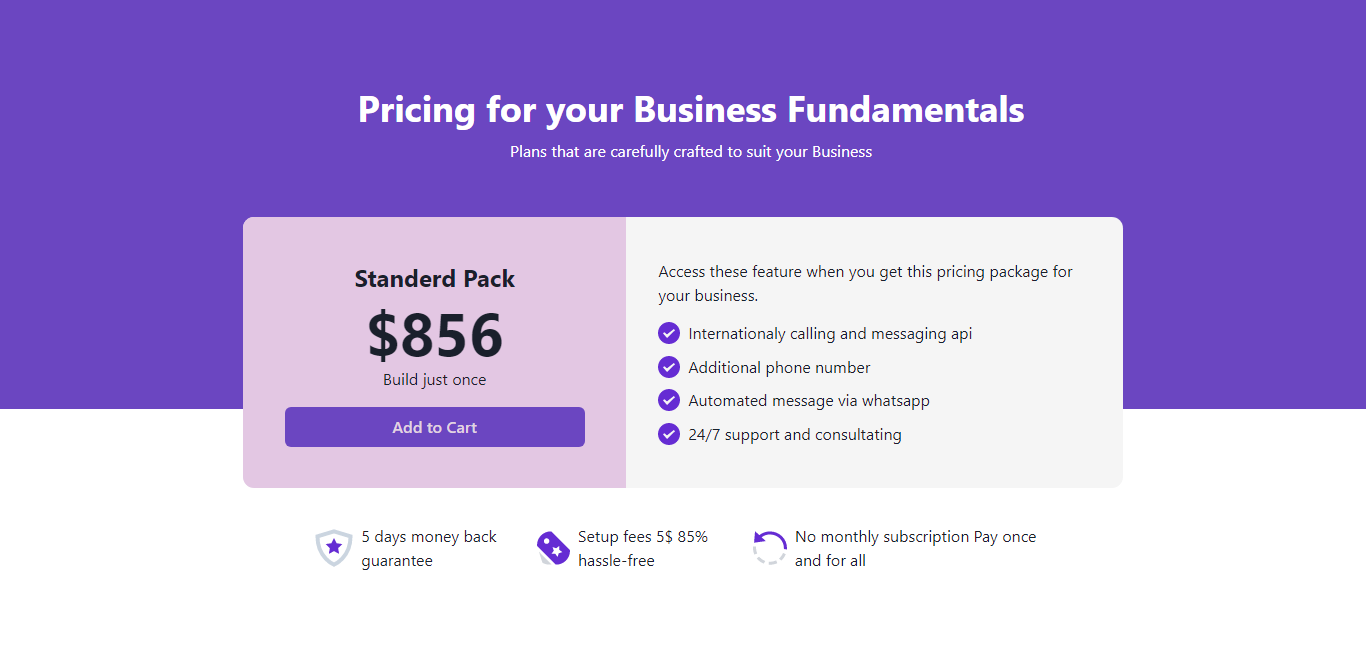 Pricing for your Business Fundamentals
Plans that are carefully crafted to suit your Business
Standerd Pack
$856
Build just once
Add to Cart
Access these feature when you get this pricing package for
your business.
Internationaly calling and messaging api
Additional phone number
Automated message via whatsapp
24/7 support and consultating
5 days money back
guarantee
Setup fees 5$ 85%
hassle-free
No monthly subscription Pay once
and for all